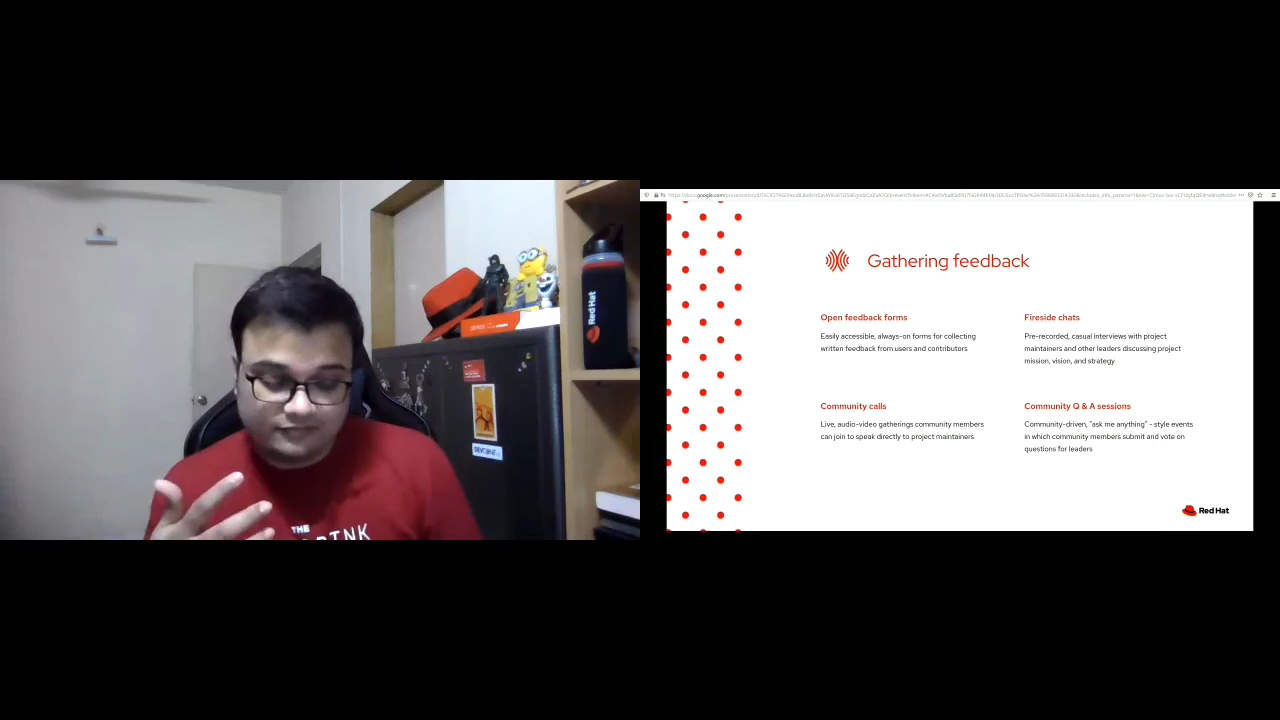 Red Hat
DEVCONF
THE
Gathering feedback
Open feedback forms
Easily accessible, always-on forms for collecting
written feedback from users and contributors
Fireside chats
Pre-recorded, casual interviews with project
maintainers and other leaders discussing project
mission, vision, and strategy
Community calls
Live, audio-video gatherings community members
can join to speak directly to project maintainers
Community Q & A sessions
Community-driven, "ask me anything" - style events
in which community members submit and vote on
questions for leaders
Red Hat